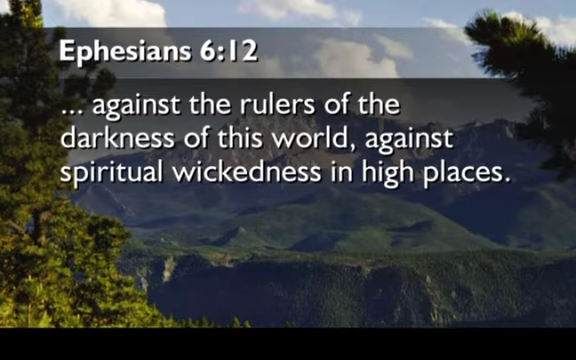 Ephesians 6:12
... against the rulers of the
darkness of this world, against
spiritual wickedness in high places.